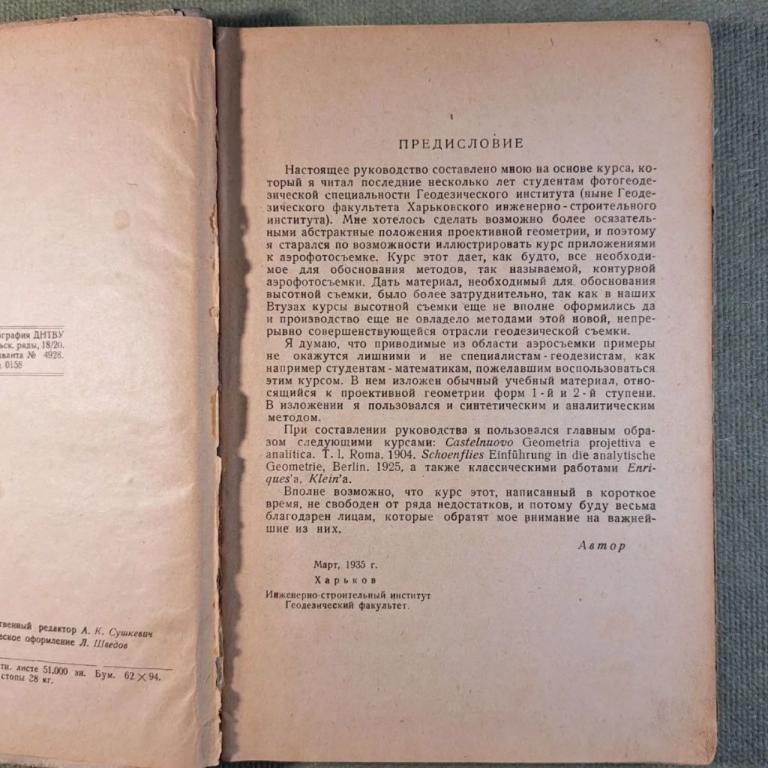 ография ДНТВУ
ьск. ряды, 18/20.
аванта № 4928.
0158
твенный редактор А. К. Сушкевич
ческое оформление Л. Шведов
тн. листе 51.000 зн. Бум. 62×94.
стопы 28 кг.
ПРЕДИСЛОВИЕ
Настоящее руководство составлено мною на основе курса, ко-
торый я читал последние несколько лет студентам фотогеоде-
зической специальности Геодезического института (ныне Геоде-
зического факультета Харьковского инженерно-строительного
института). Мне хотелось сделать возможно более осязатель-
ными абстрактные положения проективной геометрии, и поэтому
я старался по возможности иллюстрировать курс приложениями
к аэрофотосъемке. Курс этот дает, как будто, все необходи-
мое для обоснования методов, так называемой, контурной
аэрофотосъемки. Дать материал, необходимый для обоснования
высотной съемки, было более затруднительно, так как в наших
Втузах курсы высотной съемки еще не вполне оформились да
и производство еще не овладело методами этой новой, непре-
рывно совершенствующейся отрасли геодезической съемки.
Я думаю, что приводимые из области аэросъемки примеры
не окажутся лишними и не специалистам-геодезистам, как
например студентам-математикам, пожелавшим воспользоваться
этим курсом. В нем изложен обычный учебный материал, отно-
сящийся к проективной геометрии форм 1-й и 2-й ступени.
В изложении я пользовался и синтетическим и аналитическим
методом.
При составлении руководства я пользовался главным обра-
зом следующими курсами: Castelnuovo Geometria projettiva e
analitica. T. I. Roma. 1904. Schoenflies Einführung in die analytische
Geometrie, Berlin. 1925, а также классическими работами Enri-
ques'a, Klein'a.
Вполне возможно, что курс этот, написанный в короткое
время, не свободен от ряда недостатков, и потому буду весьма
благодарен лицам, которые обратят мое внимание на важней-
шие из них.
Автор
Март, 1935 г.
Харьков
Инженерно-строительный институт
Геодезический факультет.